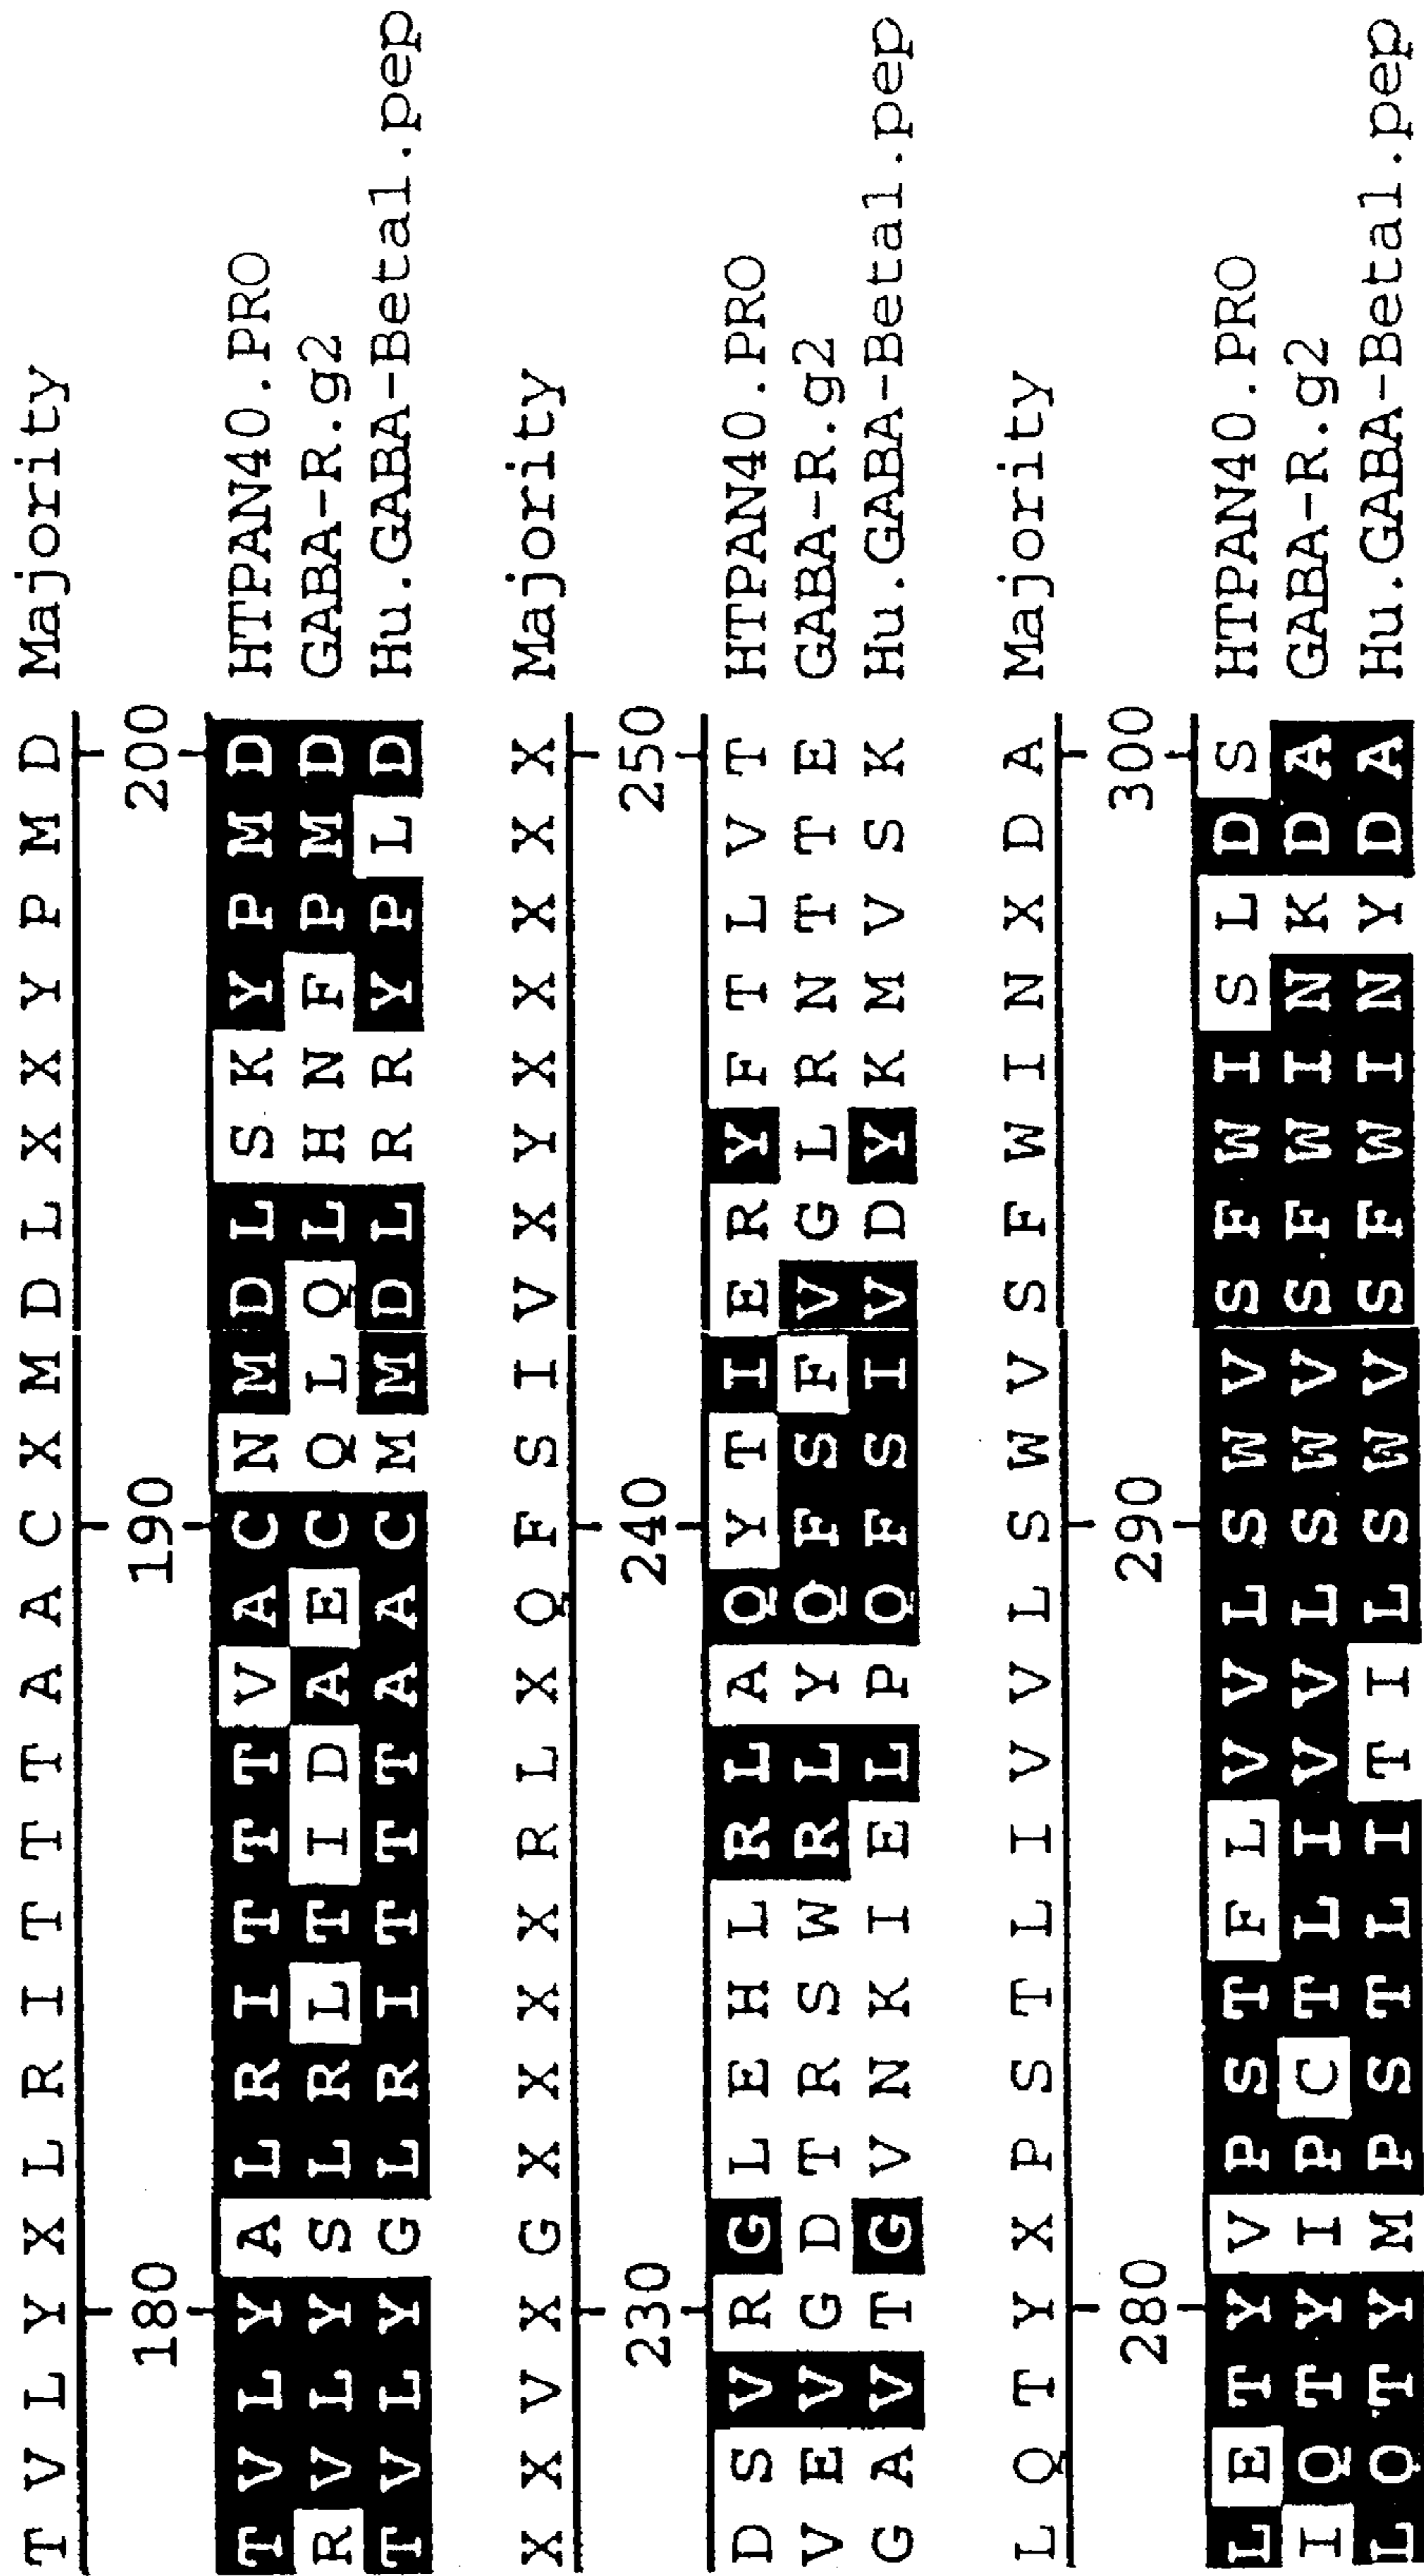 T V L Y X L R I T T T A A C X M D L X X Y P M D Majority
180 190 200
T V L Y A L R I T T T V A C N M D L S K Y P M D HTPAN40.PRO
R V L Y S L R L T I D A E C Q L Q L H N F P M D GABA-R.g2
T V L Y G L R I T T T A A C M M D L R R Y P L D Hu.GABA-Beta1.pep
X X V X G X X X X R L X Q F S I V X Y X X X X X Majority
230 240 250
D S V R G L E H L R L A Q Y T I E R Y F T L V T HTPAN40.PRO
V E V G D T R S W R L Y Q F S F V G L R N T T E GABA-R.g2
G A V T G V N K I E L P Q F S I V D Y K M V S K Hu.GABA-Beta1.pep
L Q T Y X P S T L I V V L S W V S F W I N X D A Majority
280 290 300
L E T Y V P S T F L V V L S W V S F W I S L D S HTPAN40.PRO
I Q T Y I P C T L I V V L S W V S F W I N K D A GABA-R.g2
L Q T Y M P S T L I T I L S W V S F W I N Y D A Hu.GABA-Beta1.pep